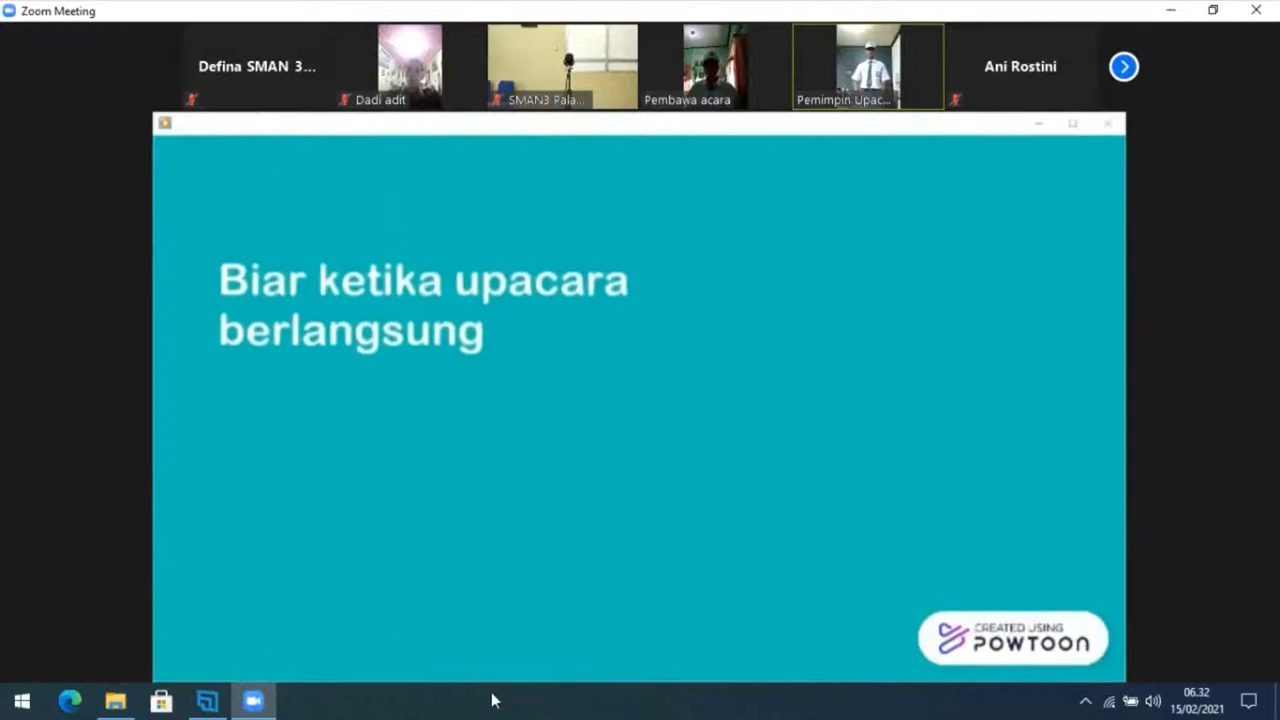 Zoom Meeting
Defina SMAN 3...
Dadi adit
SMAN3 Pala...
Pembawa acara
Pemimpin Upac...
Ani Rostini
Biar ketika upacara
berlangsung
CREATED USING
POWTOON
06.32
15/02/2021